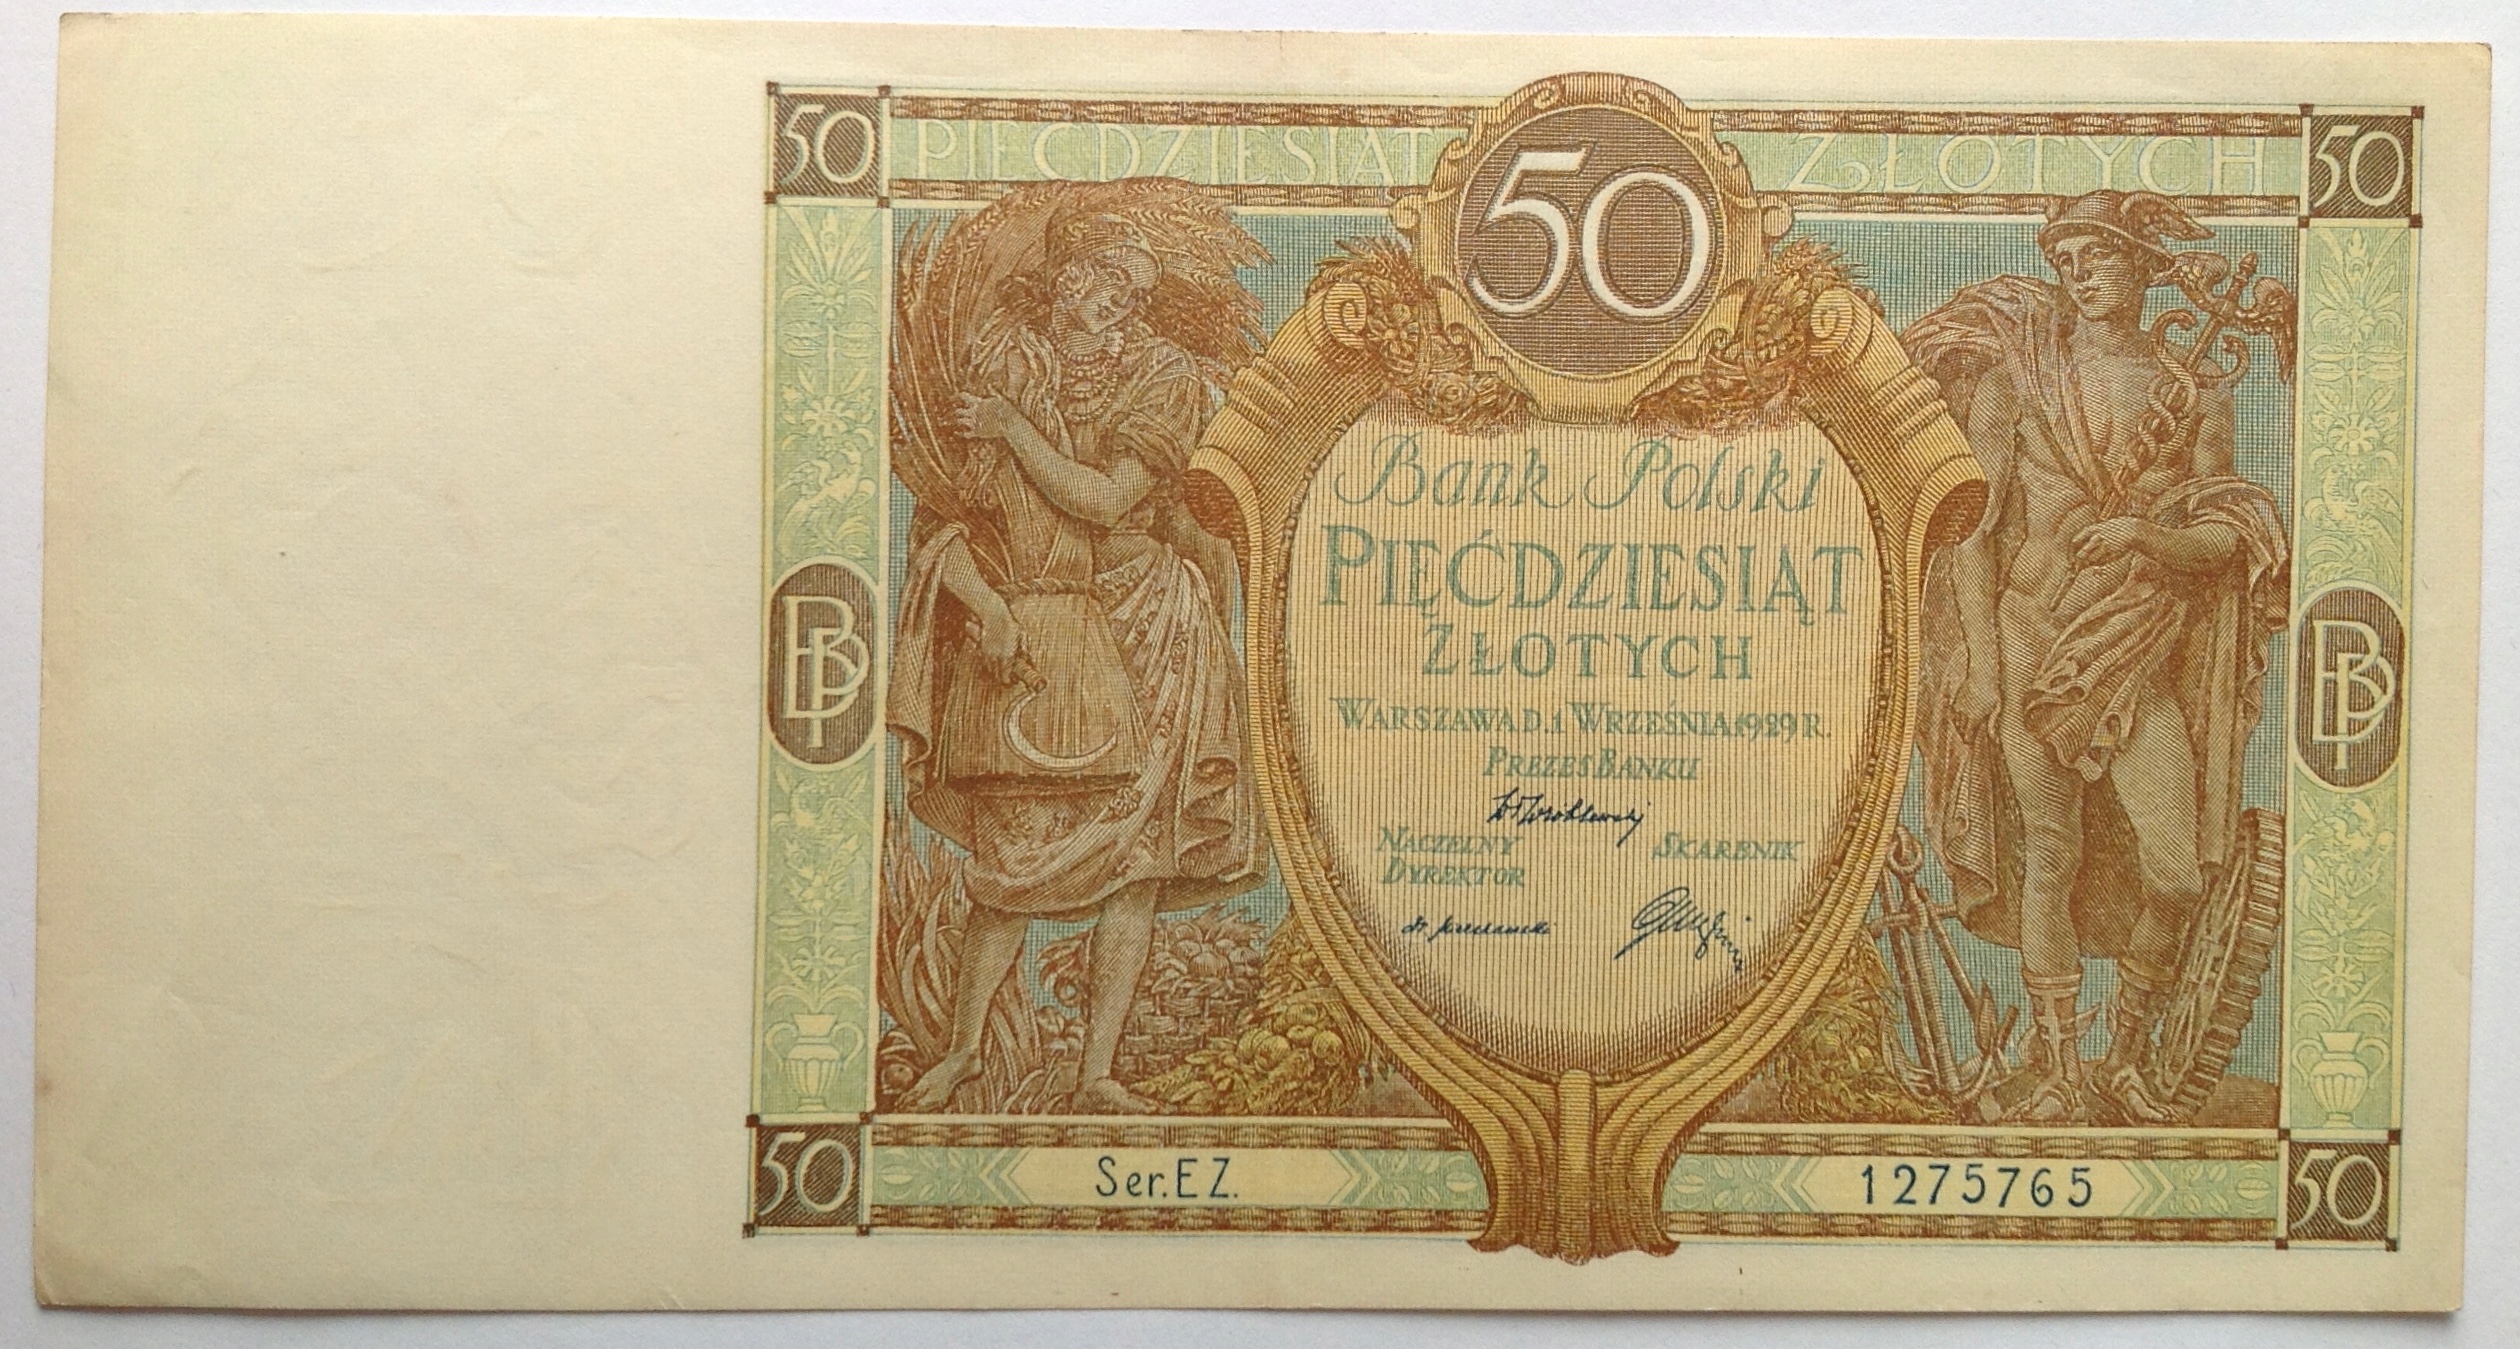 50 PIĘĆDZIESIĄT 50 ZŁOTYCH 50
Bank Polski
PIĘĆDZIESIĄT
ZŁOTYCH
WARSZAWA D. 1 WRZEŚNIA 1929 R.
PREZES BANKU
NACZELNY SKARBNIK
DYREKTOR
BP BP
50 Ser. E Z. 1275765 50